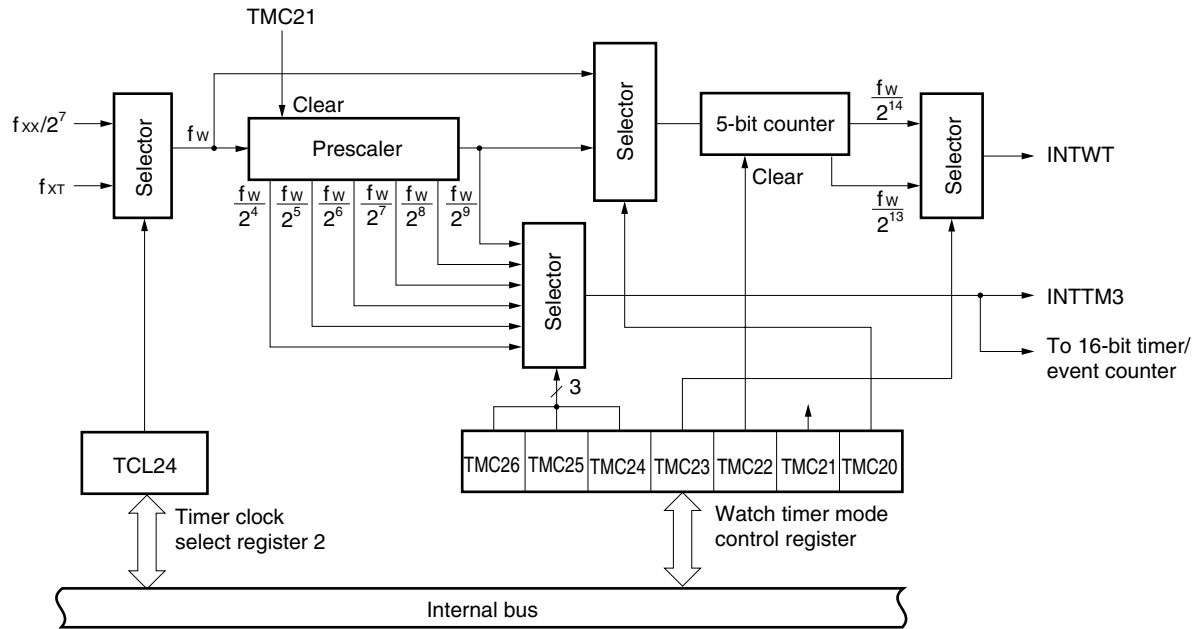 TMC21
Clear
fXX/2^7
fXT
Selector
fW
Prescaler
fW/2^4
fW/2^5
fW/2^6
fW/2^7
fW/2^8
fW/2^9
Selector
Selector
5-bit counter
Clear
fW/2^14
fW/2^13
Selector
INTWT
INTTM3
To 16-bit timer/
event counter
3
TCL24
TMC26 TMC25 TMC24 TMC23 TMC22 TMC21 TMC20
Timer clock
select register 2
Watch timer mode
control register
Internal bus